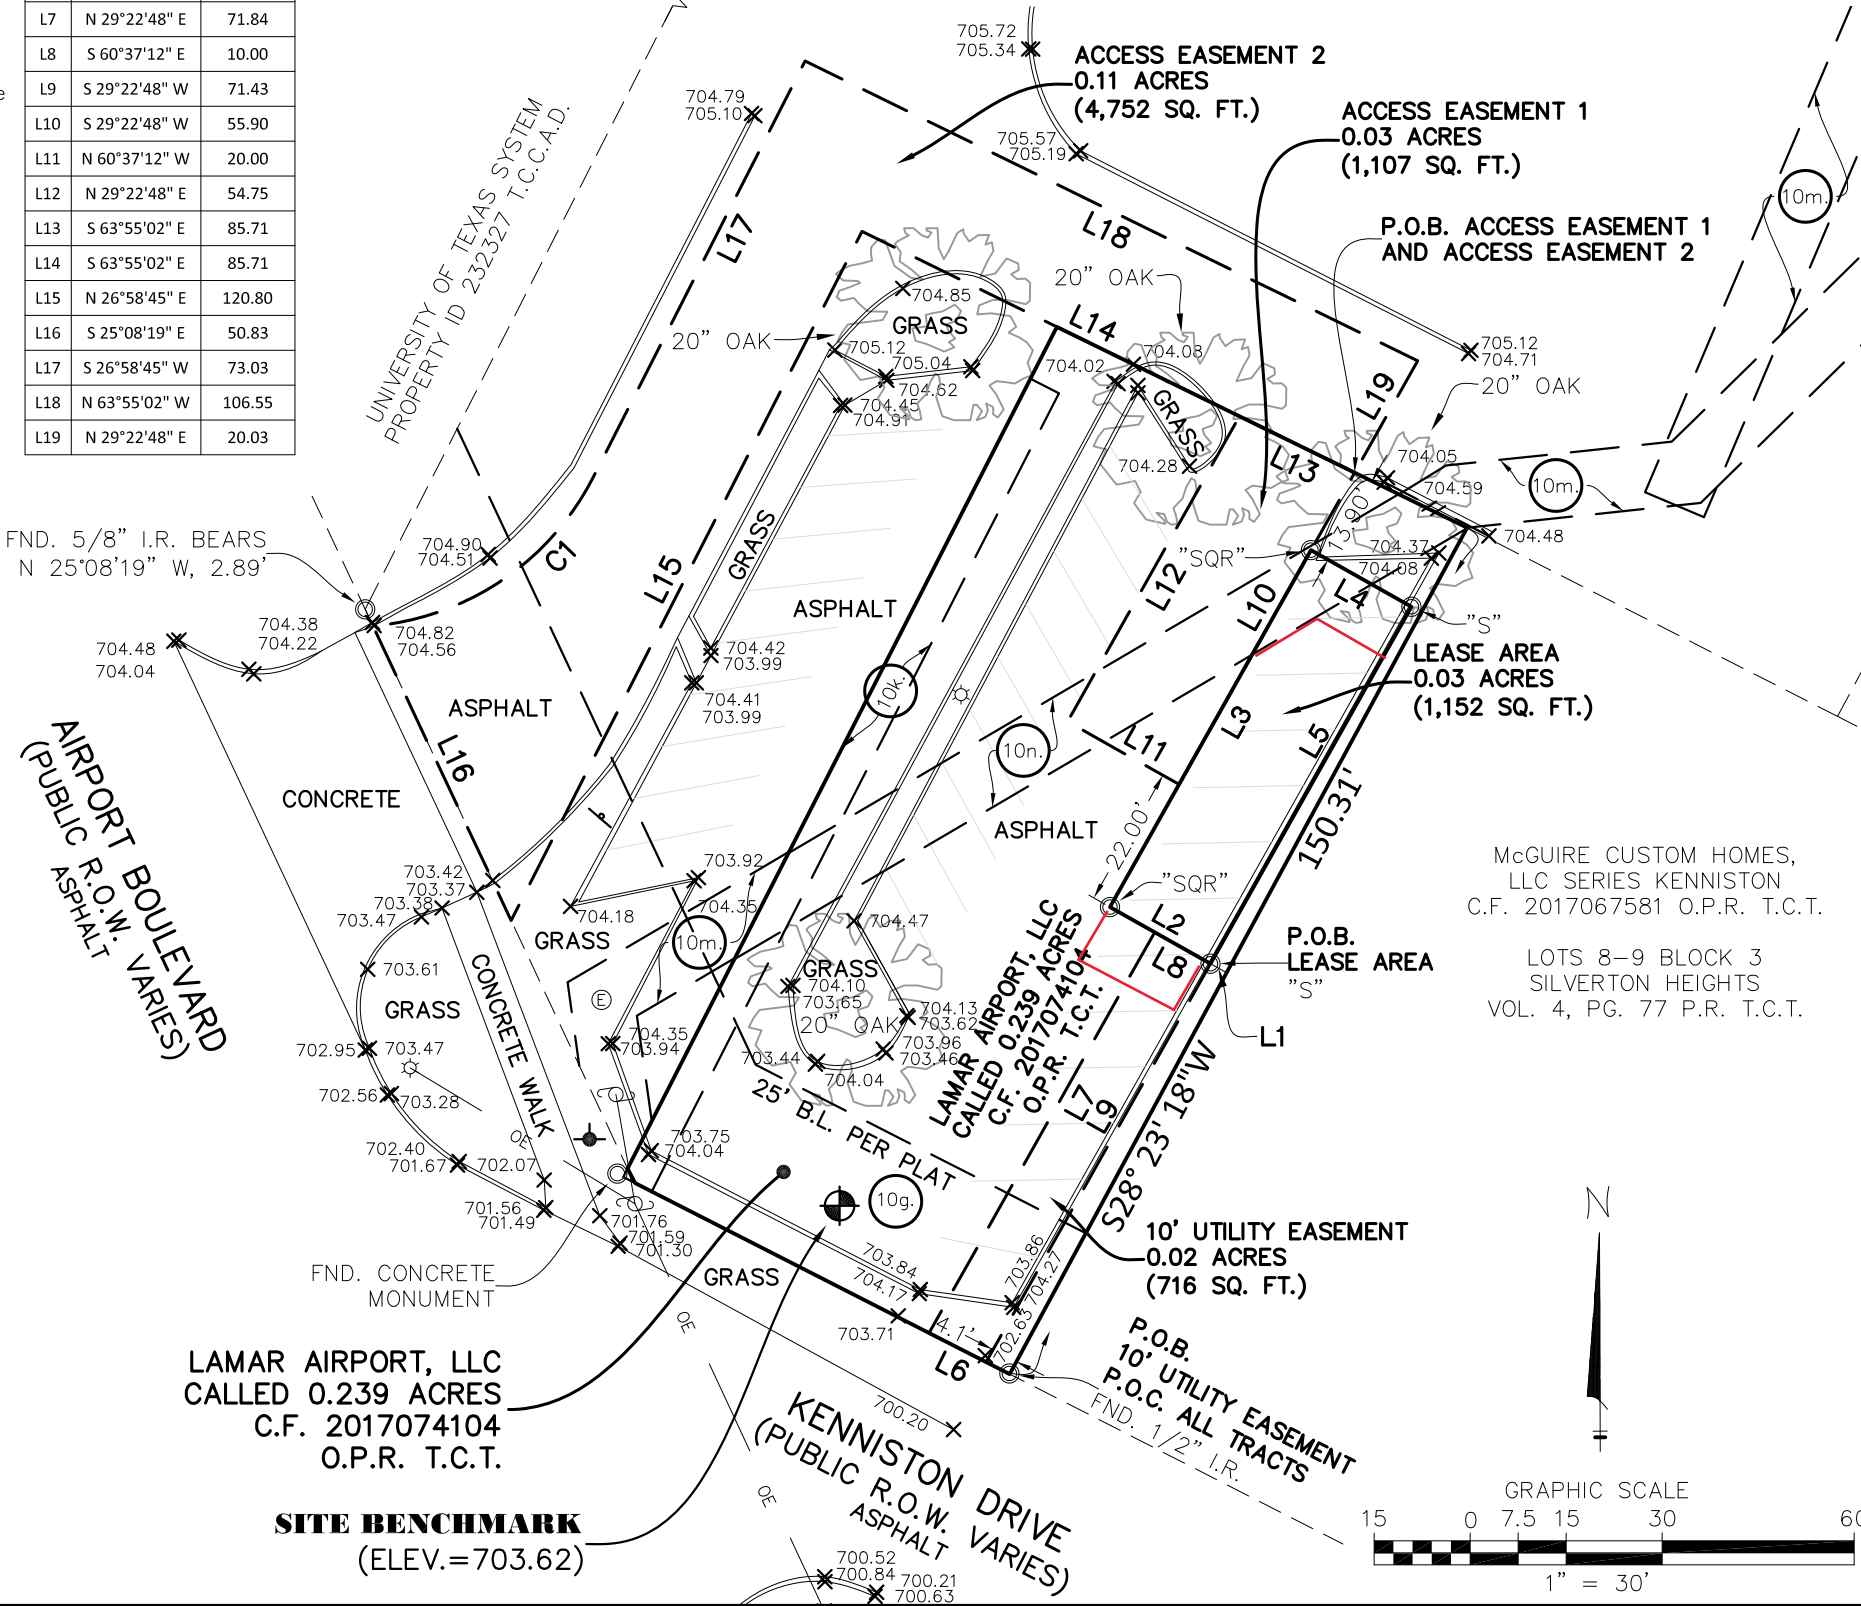 L7 N 29°22'48" E 71.84
L8 S 60°37'12" E 10.00
L9 S 29°22'48" W 71.43
L10 S 29°22'48" W 55.90
L11 N 60°37'12" W 20.00
L12 N 29°22'48" E 54.75
L13 S 63°55'02" E 85.71
L14 S 63°55'02" E 85.71
L15 N 26°58'45" E 120.80
L16 S 25°08'19" E 50.83
L17 S 26°58'45" W 73.03
L18 N 63°55'02" W 106.55
L19 N 29°22'48" E 20.03
e
UNIVERSITY OF TEXAS SYSTEM
PROPERTY ID 232327 T.C.C.A.D.
704.79
705.10
705.72
705.34
705.57
705.19
ACCESS EASEMENT 2
0.11 ACRES
(4,752 SQ. FT.)
ACCESS EASEMENT 1
0.03 ACRES
(1,107 SQ. FT.)
P.O.B. ACCESS EASEMENT 1
AND ACCESS EASEMENT 2
10m.
L17
L18
20" OAK
704.85
GRASS
20" OAK
705.12
705.04
704.62
704.45
704.91
L14
704.02
704.08
GRASS
704.28
L13
L19
705.12
704.71
20" OAK
704.05
704.59
10m.
704.48
13.90'
704.37
704.08
"SQR"
L4
"S"
L10
L12
FND. 5/8" I.R. BEARS
N 25°08'19" W, 2.89'
704.90
704.51
C1
L15
GRASS
ASPHALT
704.38
704.22
704.48
704.04
704.82
704.56
704.42
703.99
704.41
703.99
10k.
ASPHALT
L16
CONCRETE
AIRPORT BOULEVARD
(PUBLIC R.O.W. VARIES)
ASPHALT
LEASE AREA
0.03 ACRES
(1,152 SQ. FT.)
L3
L5
L11
10n.
ASPHALT
22.00'
150.31'
"SQR"
L2
L8
P.O.B.
LEASE AREA
"S"
L1
McGUIRE CUSTOM HOMES,
LLC SERIES KENNISTON
C.F. 2017067581 O.P.R. T.C.T.
LOTS 8-9 BLOCK 3
SILVERTON HEIGHTS
VOL. 4, PG. 77 P.R. T.C.T.
703.42
703.37
703.38
703.47
703.61
GRASS
CONCRETE WALK
703.92
704.35
704.18
GRASS
10m.
E
704.47
GRASS
704.10
703.65
20" OAK
704.13
703.62
703.96
703.46
703.44
704.04
LAMAR AIRPORT, LLC
CALLED 0.239 ACRES
C.F. 2017074104
O.P.R. T.C.T.
702.95
703.47
702.56
703.28
704.35
703.94
25' B.L. PER PLAT
L7
L9
S28° 23' 18"W
702.40
701.67
702.07
OE
703.75
704.04
701.56
701.49
701.76
701.59
701.30
10g.
10' UTILITY EASEMENT
0.02 ACRES
(716 SQ. FT.)
703.86
704.27
702.63
703.84
704.17
703.71
4.1'
L6
GRASS
FND. CONCRETE
MONUMENT
OE
LAMAR AIRPORT, LLC
CALLED 0.239 ACRES
C.F. 2017074104
O.P.R. T.C.T.
P.O.B.
10' UTILITY EASEMENT
P.O.C. ALL TRACTS
FND. 1/2" I.R.
700.20
KENNISTON DRIVE
(PUBLIC R.O.W. VARIES)
ASPHALT
OE
SITE BENCHMARK
(ELEV.=703.62)
700.52
700.84
700.21
700.63
N
GRAPHIC SCALE
15 0 7.5 15 30 60
1" = 30'